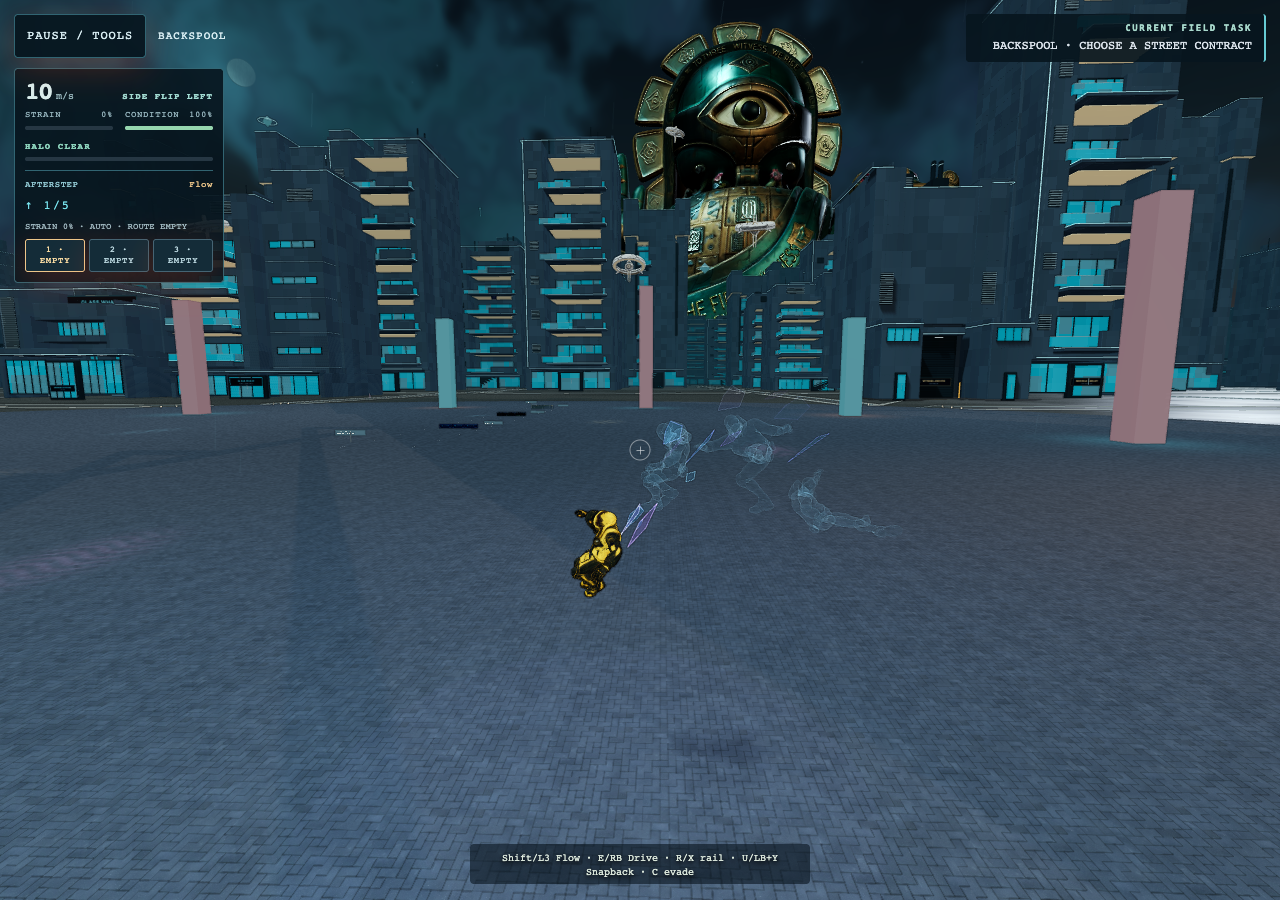 PAUSE / TOOLS
BACKSPOOL
CURRENT FIELD TASK
BACKSPOOL · CHOOSE A STREET CONTRACT
10 m/s
SIDE FLIP LEFT
STRAIN 0%
CONDITION 100%
HALO CLEAR
AFTERSTEP
Flow
↑ 1/5
STRAIN 0% · AUTO · ROUTE EMPTY
1 · EMPTY
2 · EMPTY
3 · EMPTY
Shift/L3 Flow · E/RB Drive · R/X rail · U/LB+Y
Snapback · C evade